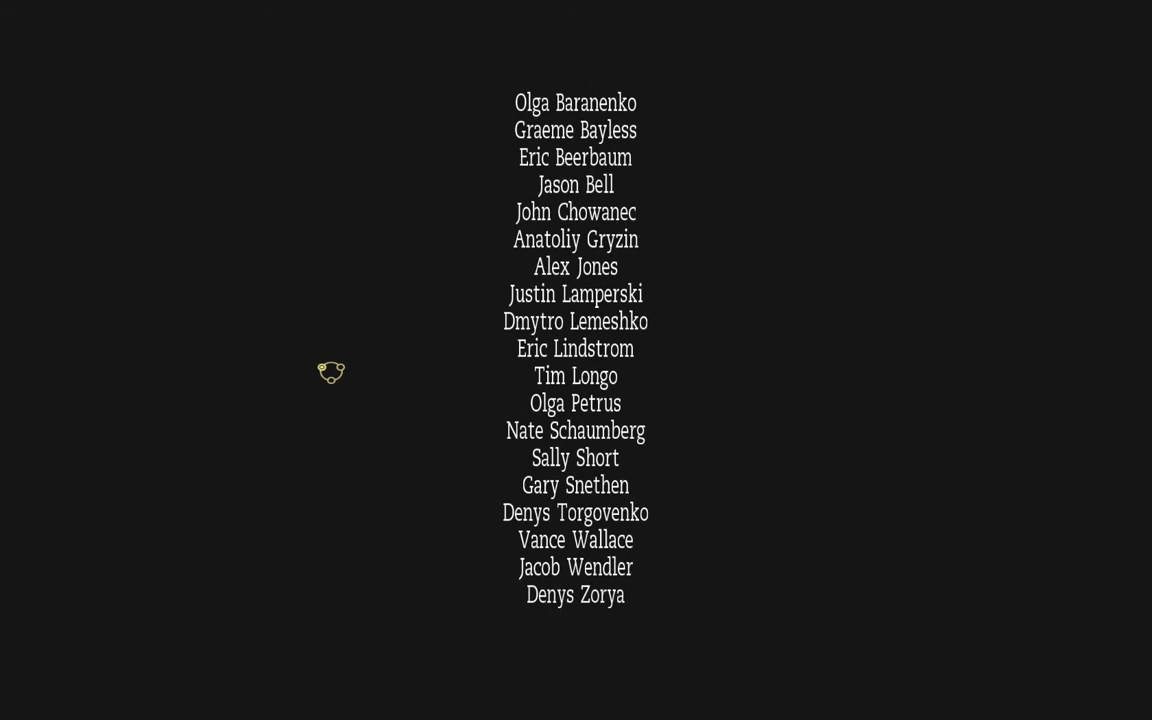 Olga Baranenko
Graeme Bayless
Eric Beerbaum
Jason Bell
John Chowanec
Anatoliy Gryzin
Alex Jones
Justin Lamperski
Dmytro Lemeshko
Eric Lindstrom
Tim Longo
Olga Petrus
Nate Schaumberg
Sally Short
Gary Snethen
Denys Torgovenko
Vance Wallace
Jacob Wendler
Denys Zorya